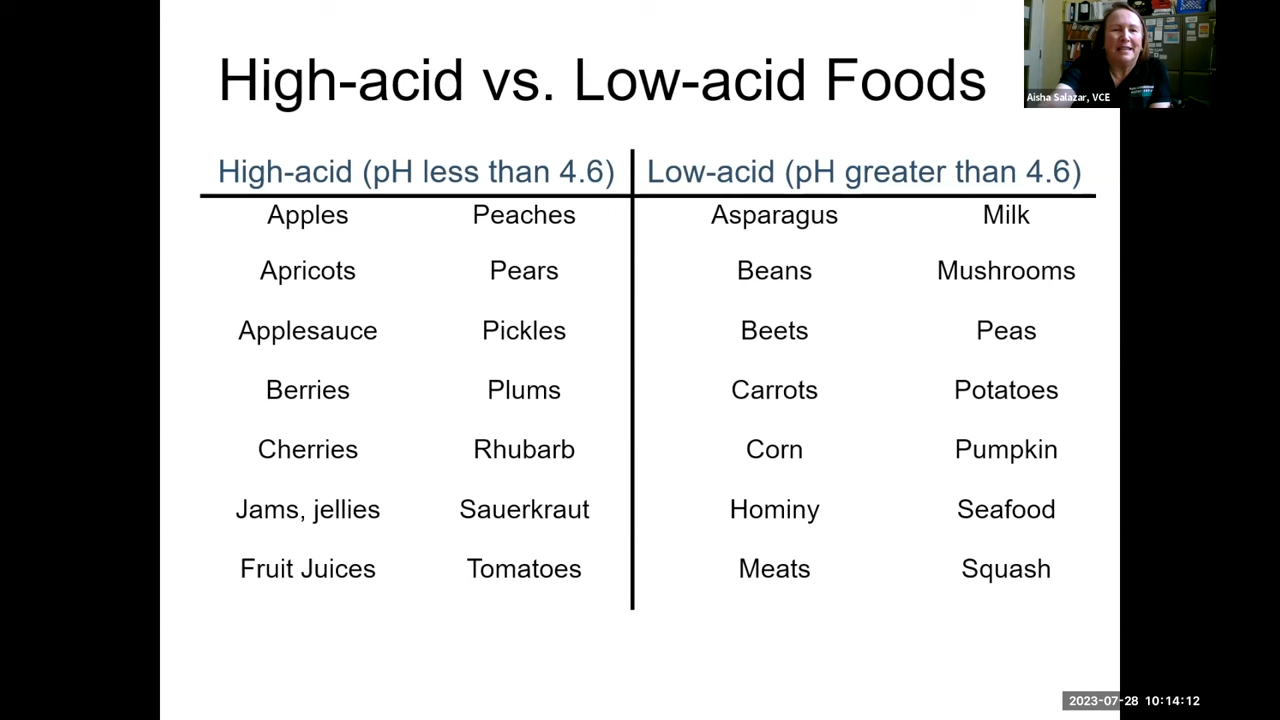 High-acid vs. Low-acid Foods
Aisha Salazar, VCE
High-acid (pH less than 4.6) Low-acid (pH greater than 4.6)
Apples Peaches Asparagus Milk
Apricots Pears Beans Mushrooms
Applesauce Pickles Beets Peas
Berries Plums Carrots Potatoes
Cherries Rhubarb Corn Pumpkin
Jams, jellies Sauerkraut Hominy Seafood
Fruit Juices Tomatoes Meats Squash
2023-07-28 10:14:12